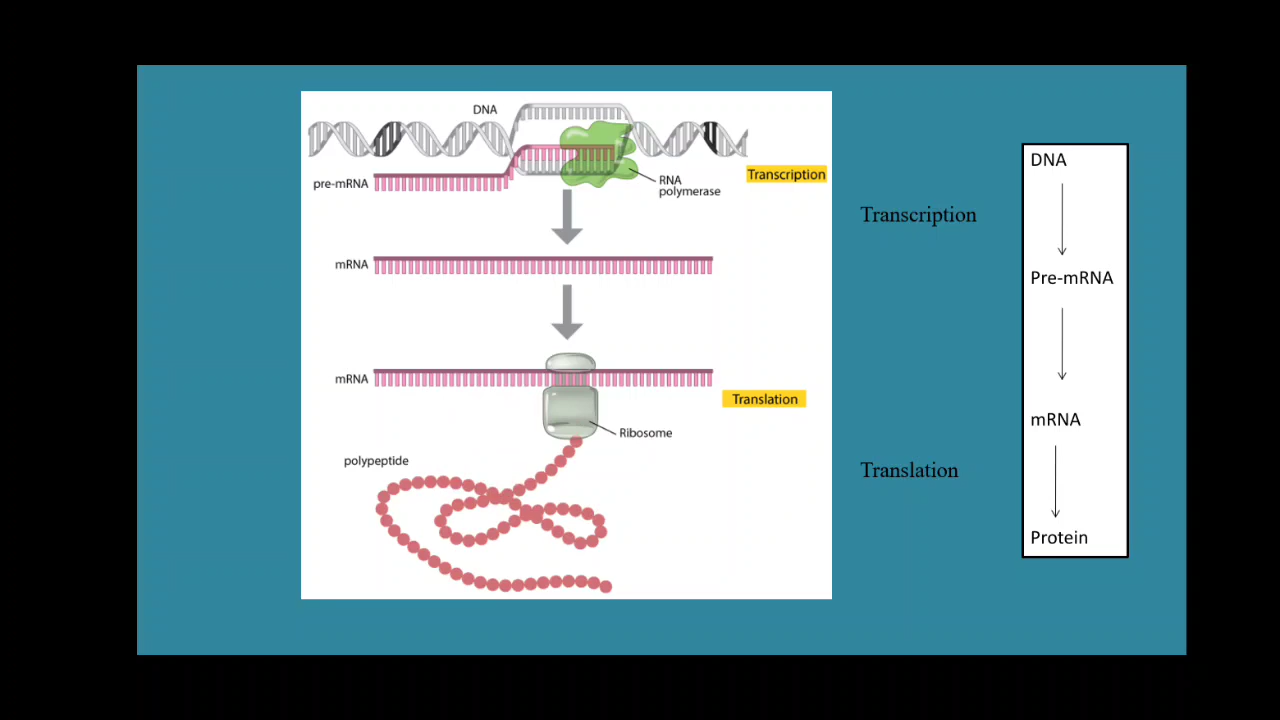 DNA
pre-mRNA
RNA
polymerase
Transcription
mRNA
mRNA
Translation
Ribosome
polypeptide
Transcription
Translation
DNA
Pre-mRNA
mRNA
Protein